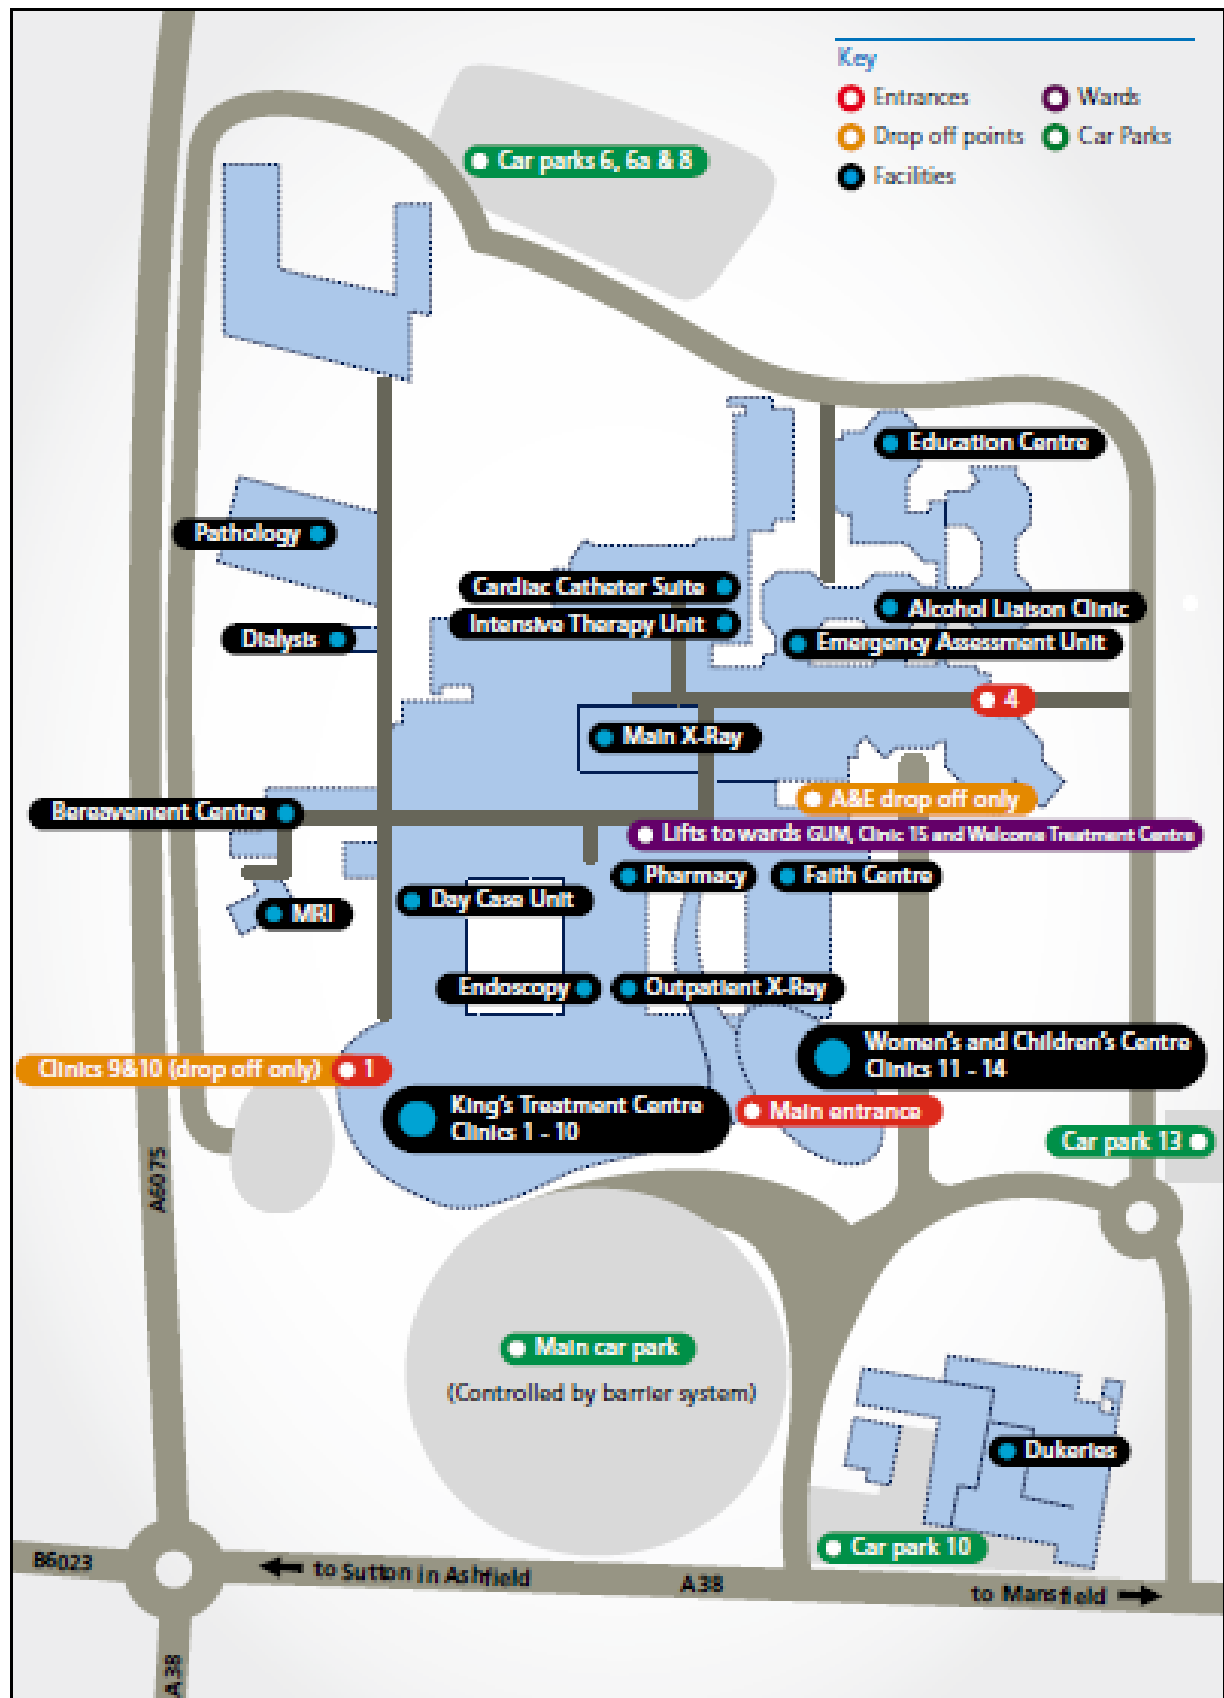 Key
Entrances
Wards
Drop off points
Car Parks
Facilities
Car parks 6, 6a & 8
Education Centre
Pathology
Cardiac Catheter Suite
Alcohol Liaison Clinic
Intensive Therapy Unit
Dialysis
Emergency Assessment Unit
4
Main X-Ray
A&E drop off only
Bereavement Centre
Lifts to wards GUM, Clinic 15 and Welcome Treatment Centre
Pharmacy
Faith Centre
Day Case Unit
MRI
Endoscopy
Outpatient X-Ray
Women's and Children's Centre
Clinics 11 - 14
Clinics 9&10 (drop off only)
1
King's Treatment Centre
Clinics 1 - 10
Main entrance
Car park 13
A6075
Main car park
(Controlled by barrier system)
Dukeries
Car park 10
B6023
to Sutton in Ashfield
A38
to Mansfield
A38